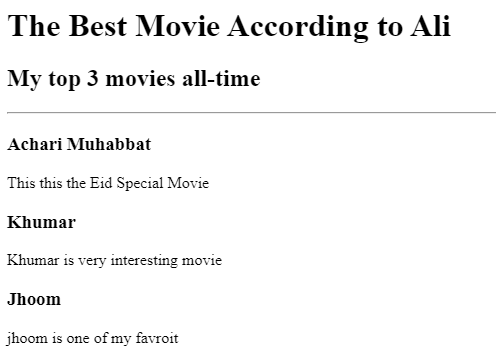 The Best Movie According to Ali
My top 3 movies all-time
Achari Muhabbat
This this the Eid Special Movie
Khumar
Khumar is very interesting movie
Jhoom
jhoom is one of my favroit